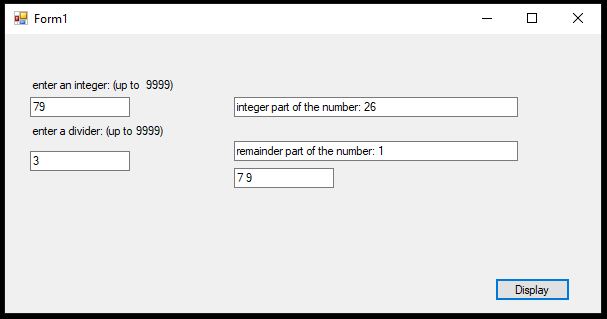 Form1
enter an integer: (up to  9999)
79
integer part of the number: 26
enter a divider: (up to 9999)
3
remainder part of the number: 1
7 9
Display